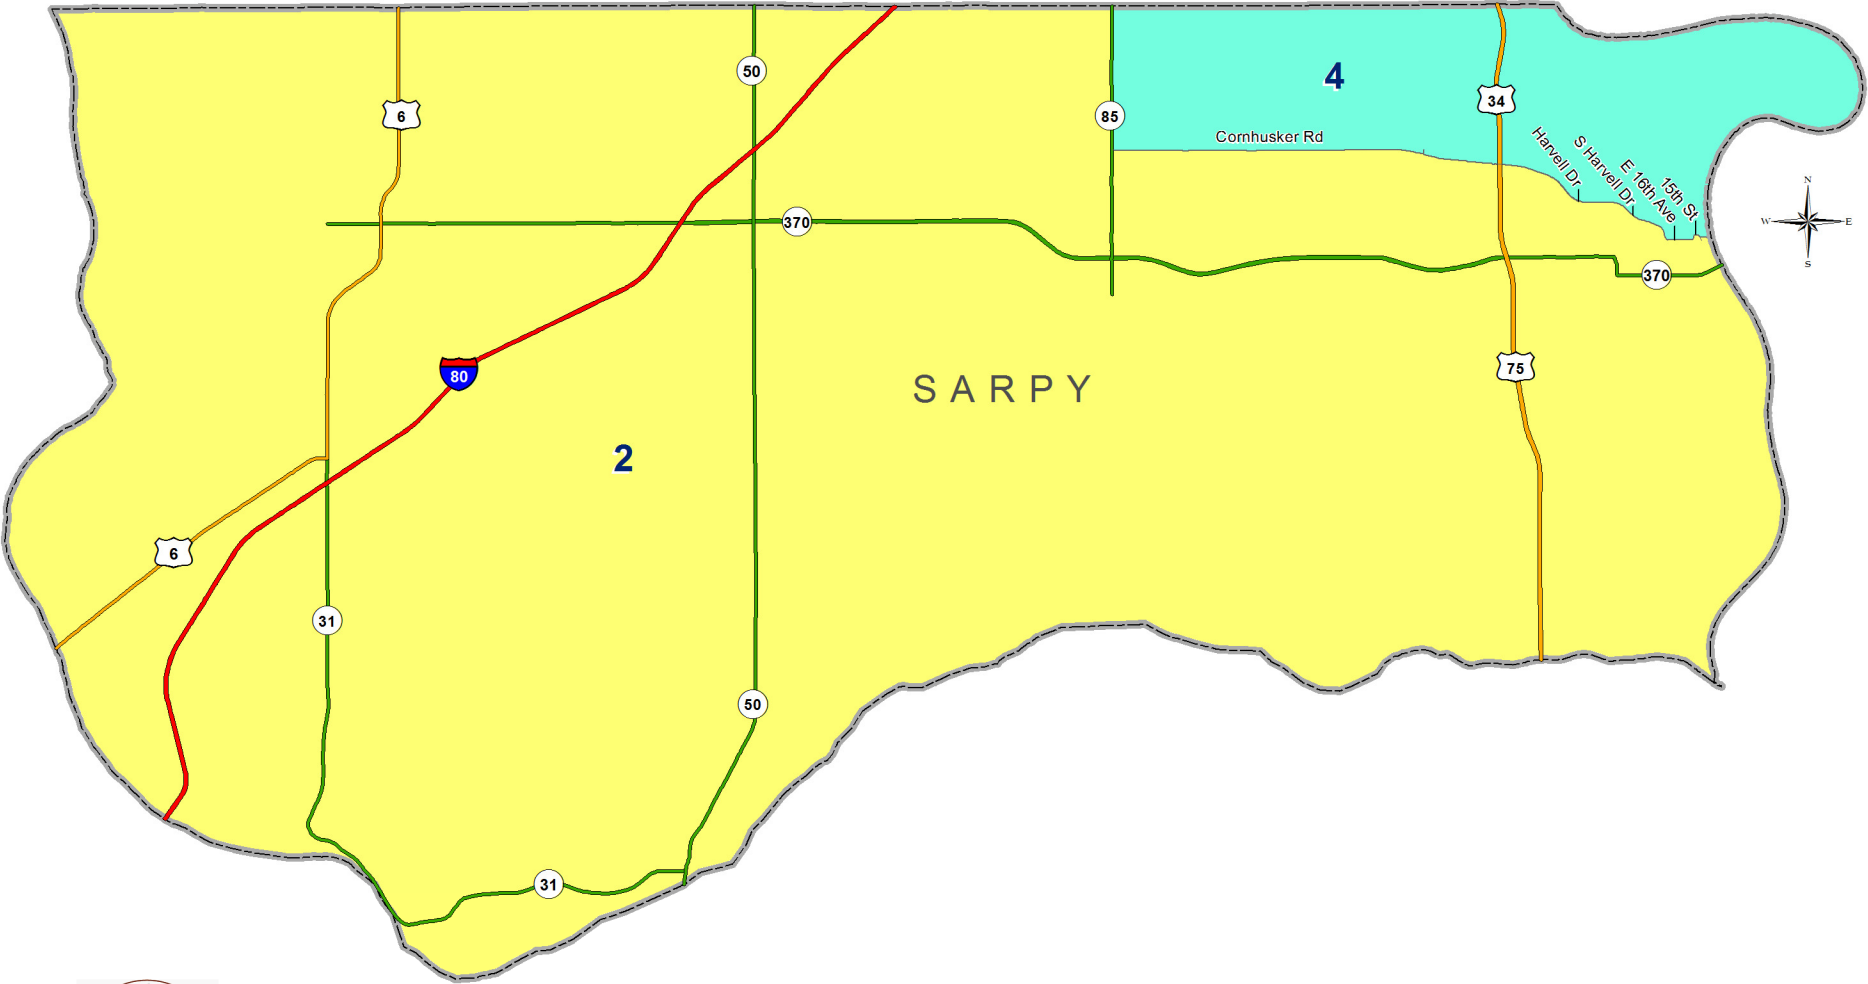 50
4
34
6
85
Cornhusker Rd
Harvell Dr
S Harvell Dr
E 16th Ave
15th St
N
W
E
S
370
370
75
80
SARPY
2
6
31
50
31